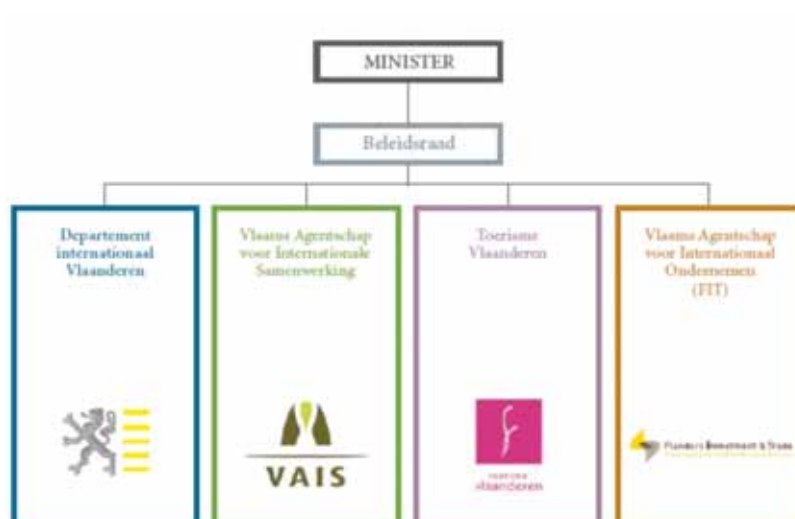 MINISTER
Beleidsraad
Departement
internationaal
Vlaanderen
Vlaams Agentschap
voor Internationale
Samenwerking
Toerisme
Vlaanderen
Vlaams Agentschap
voor Internationaal
Ondernemen
(FIT)
VAIS
vlaanderen
Flanders Investment & Trade